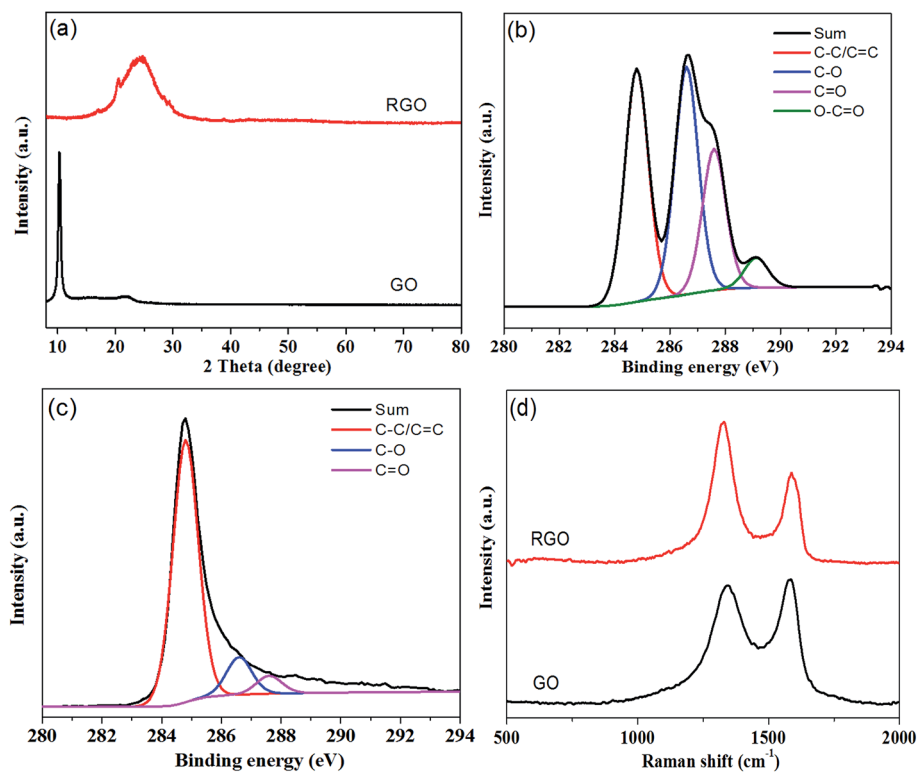 (a)
RGO
GO
Intensity (a.u.)
10 20 30 40 50 60 70 80
2 Theta (degree)
(b)
Sum
C-C/C=C
C-O
C=O
O-C=O
Intensity (a.u.)
280 282 284 286 288 290 292 294
Binding energy (eV)
(c)
Sum
C-C/C=C
C-O
C=O
Intensity (a.u.)
280 282 284 286 288 290 292 294
Binding energy (eV)
(d)
RGO
GO
Intensity (a.u.)
500 1000 1500 2000
Raman shift (cm⁻¹)